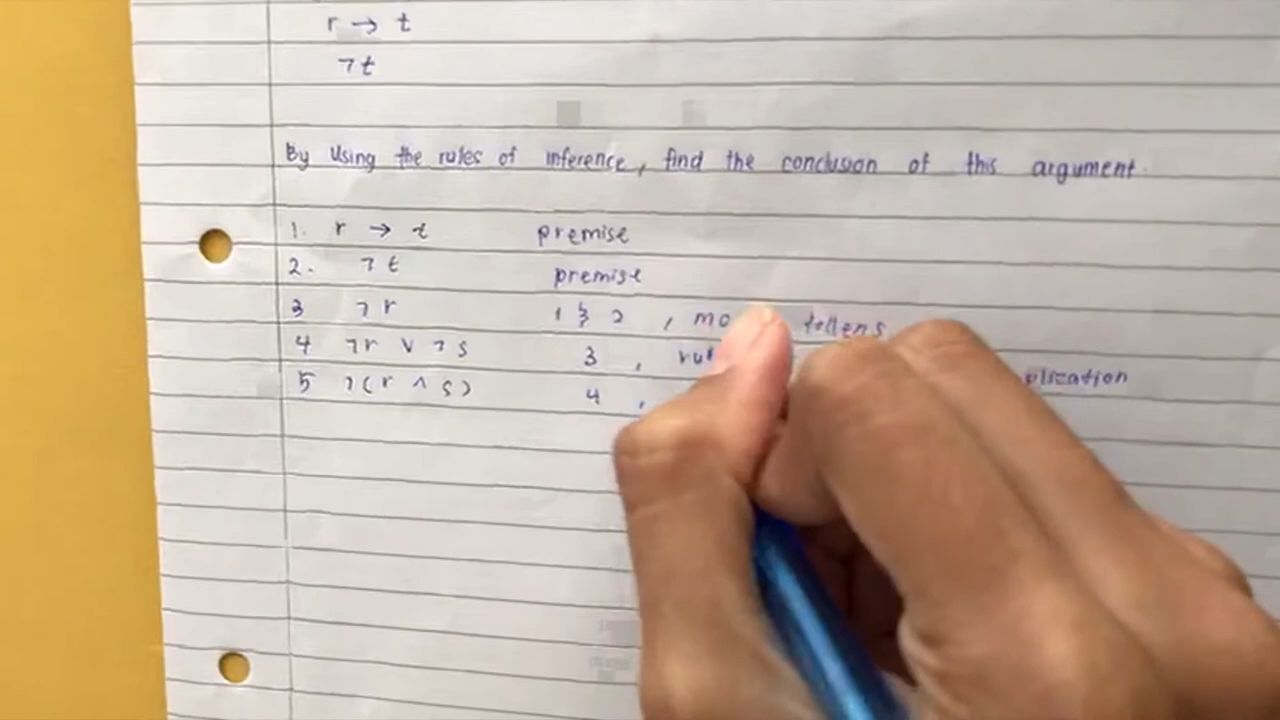 r → t
¬t
By using the rules of inference, find the conclusion of this argument.
1. r → t premise
2. ¬t premise
3 ¬r 1 & 2 , tollens
4 ¬r ∨ ¬s 3 ,
5 ¬(r ∧ s) 4 ,